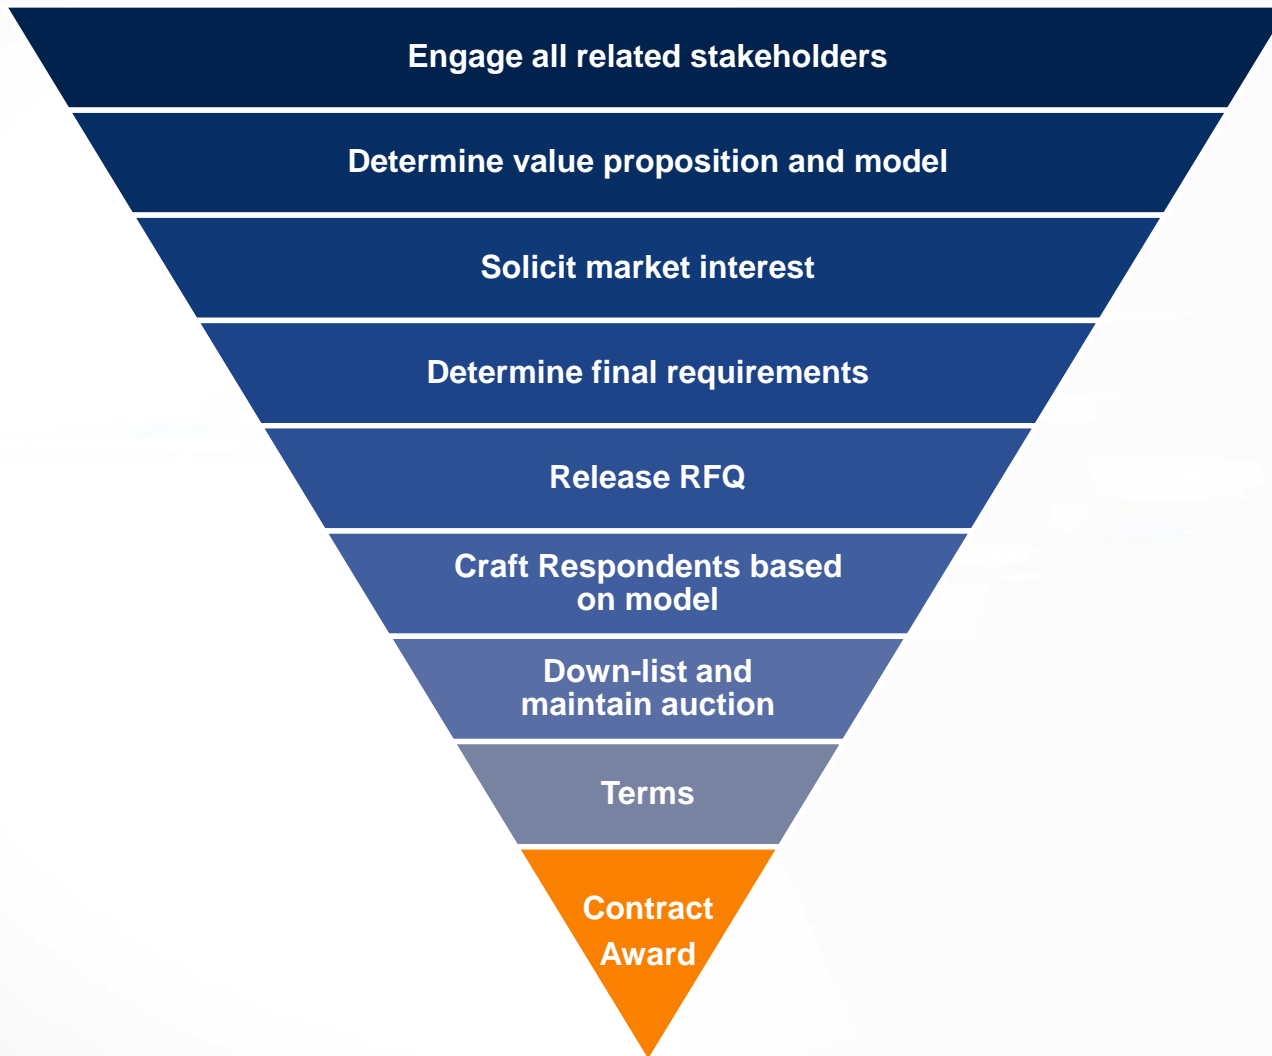 Engage all related stakeholders
Determine value proposition and model
Solicit market interest
Determine final requirements
Release RFQ
Craft Respondents based
on model
Down-list and
maintain auction
Terms
Contract
Award